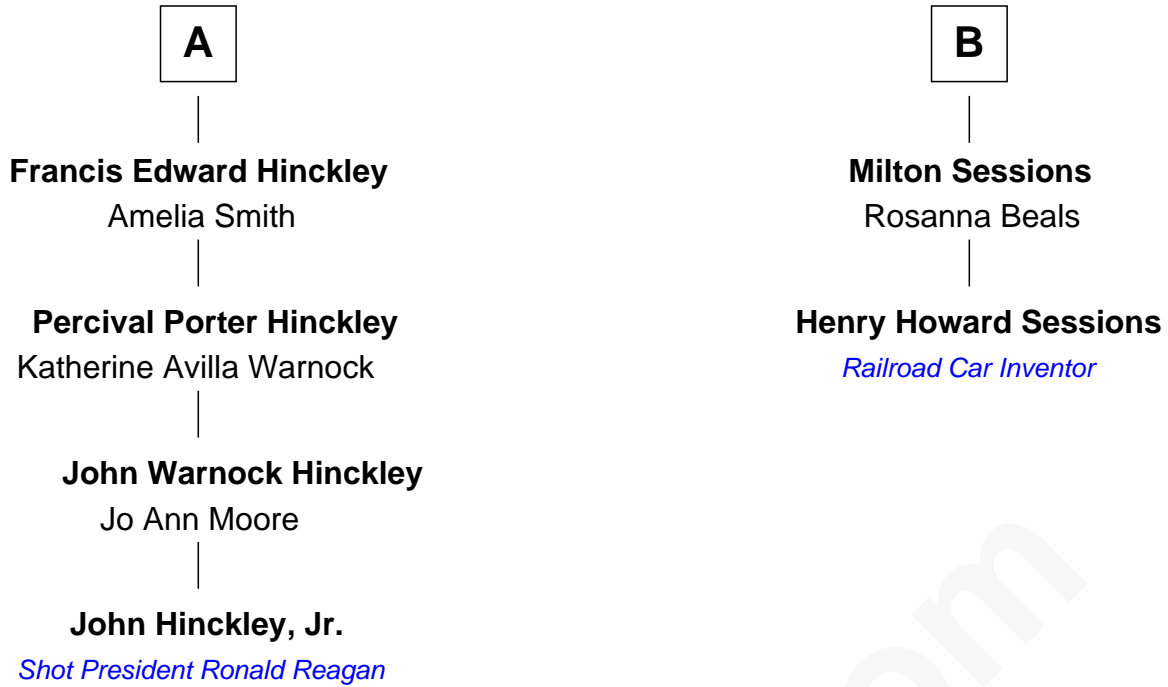 A
Francis Edward Hinckley
Amelia Smith
Percival Porter Hinckley
Katherine Avilla Warnock
John Warnock Hinckley
Jo Ann Moore
John Hinckley, Jr.
Shot President Ronald Reagan
B
Milton Sessions
Rosanna Beals
Henry Howard Sessions
Railroad Car Inventor